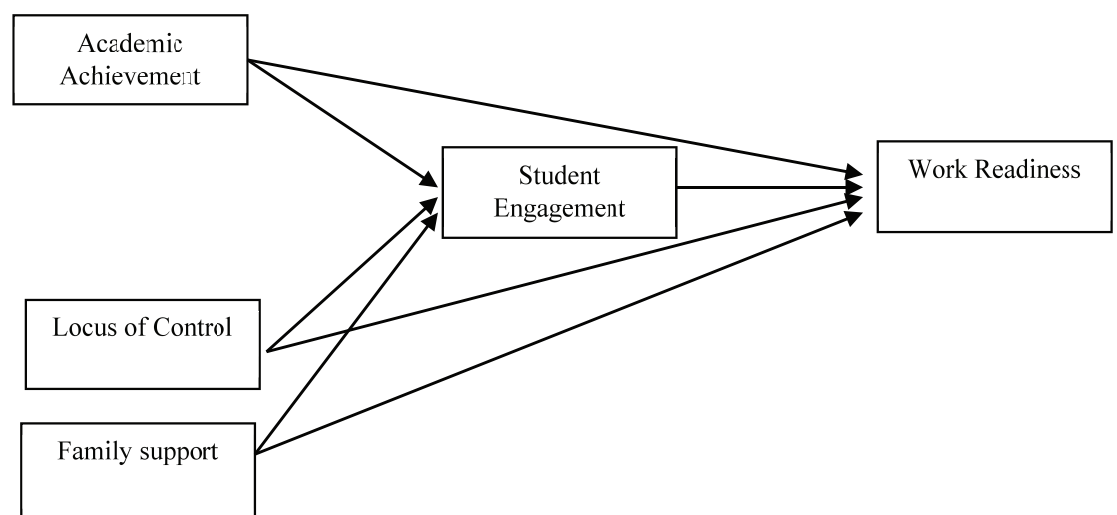 Academic
Achievement
Student
Engagement
Work Readiness
Locus of Control
Family support